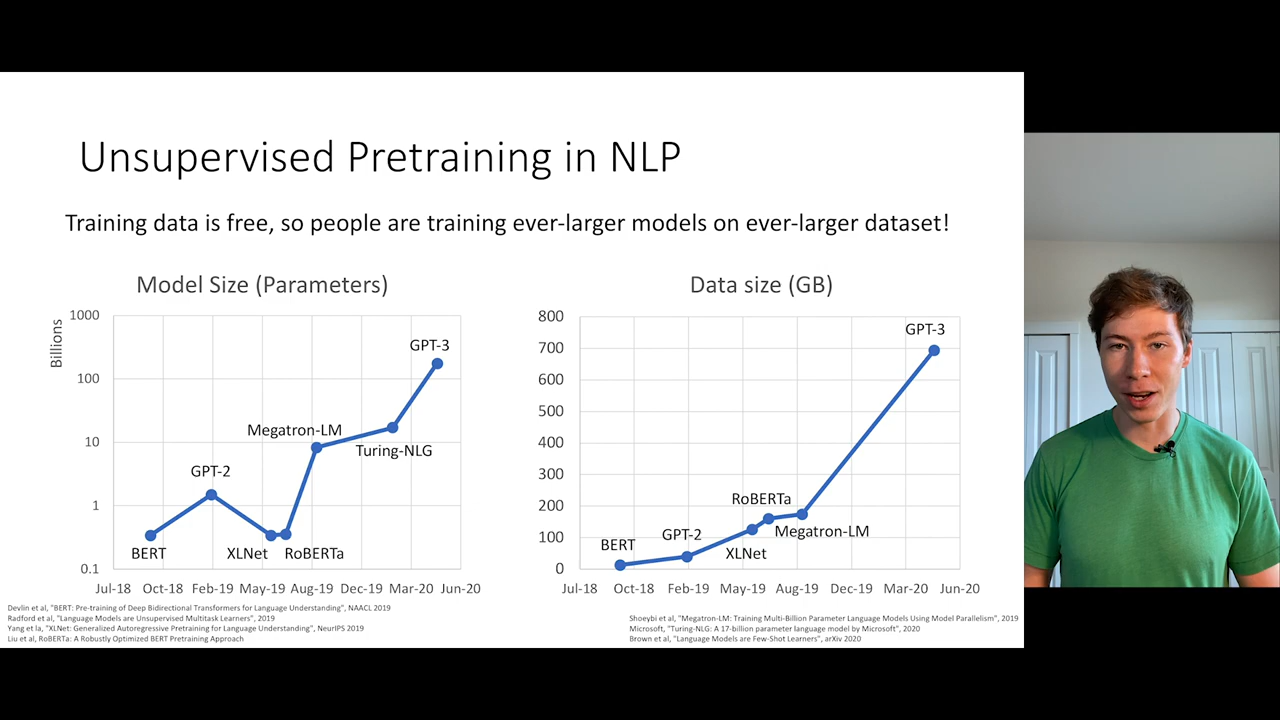 Unsupervised Pretraining in NLP
Training data is free, so people are training ever-larger models on ever-larger dataset!
Model Size (Parameters)
Billions
1000
100
10
1
0.1
GPT-3
Megatron-LM
Turing-NLG
GPT-2
BERT
XLNet
RoBERTa
Jul-18 Oct-18 Feb-19 May-19 Aug-19 Dec-19 Mar-20 Jun-20
Data size (GB)
800
700
600
500
400
300
200
100
0
GPT-3
RoBERTa
Megatron-LM
GPT-2
BERT
XLNet
Jul-18 Oct-18 Feb-19 May-19 Aug-19 Dec-19 Mar-20 Jun-20
Devlin et al, "BERT: Pre-training of Deep Bidirectional Transformers for Language Understanding", NAACL 2019
Radford et al, "Language Models are Unsupervised Multitask Learners", 2019
Yang et la, "XLNet: Generalized Autoregressive Pretraining for Language Understanding", NeurIPS 2019
Liu et al, RoBERTa: A Robustly Optimized BERT Pretraining Approach
Shoeybi et al, "Megatron-LM: Training Multi-Billion Parameter Language Models Using Model Parallelism", 2019
Microsoft, "Turing-NLG: A 17-billion parameter language model by Microsoft", 2020
Brown et al, "Language Models are Few-Shot Learners", arXiv 2020